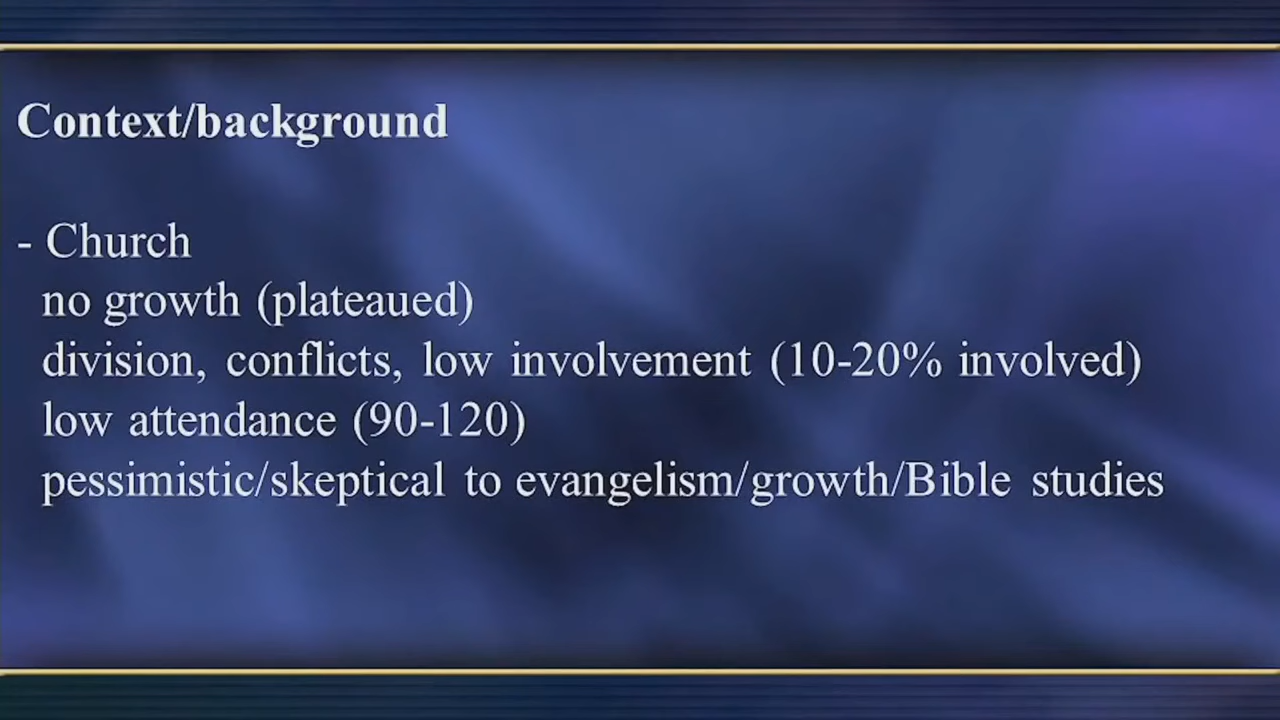 Context/background
- Church
no growth (plateaued)
division, conflicts, low involvement (10-20% involved)
low attendance (90-120)
pessimistic/skeptical to evangelism/growth/Bible studies